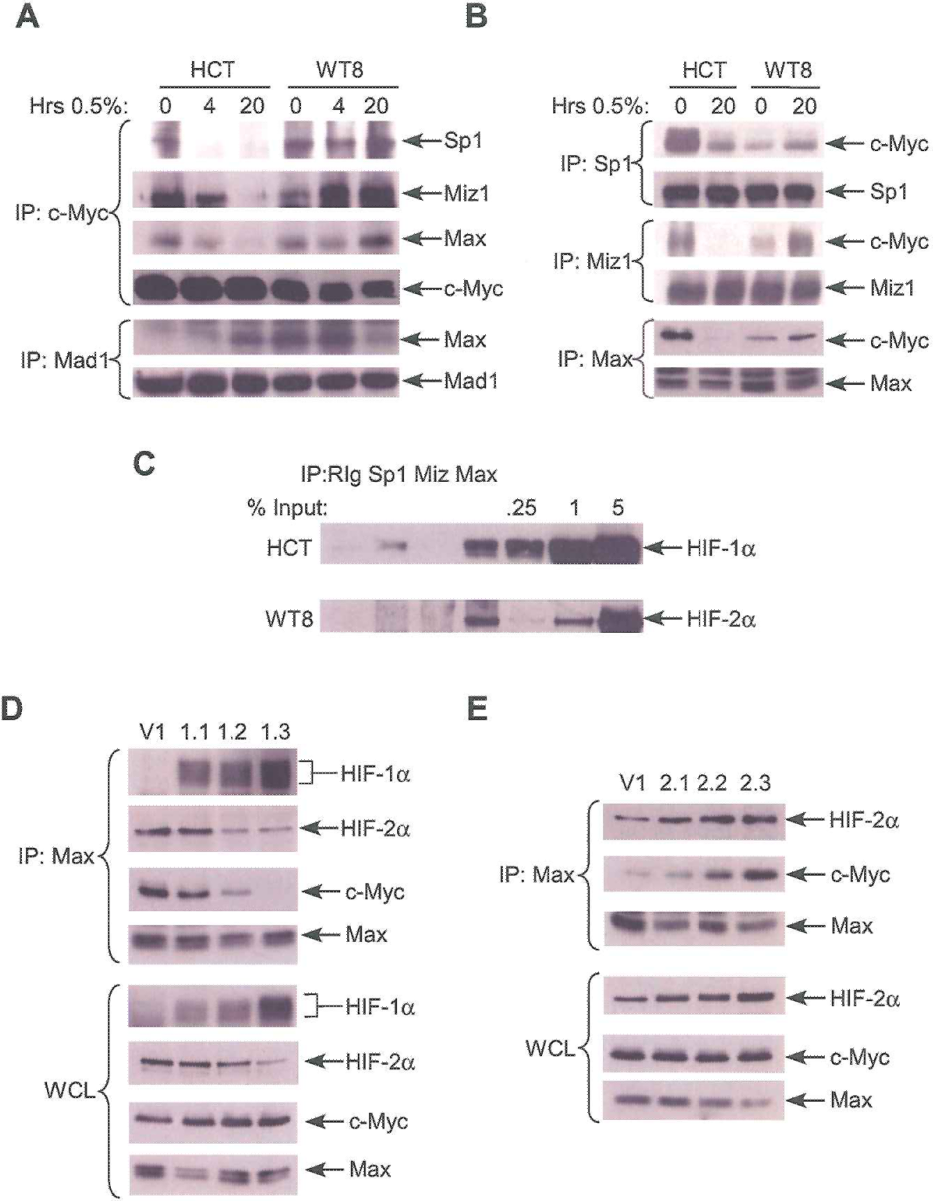 A
HCT WT8
Hrs 0.5%: 0 4 20 0 4 20
IP: c-Myc
Sp1
Miz1
Max
c-Myc
IP: Mad1
Max
Mad1
B
HCT WT8
Hrs 0.5%: 0 20 0 20
IP: Sp1
c-Myc
Sp1
IP: Miz1
c-Myc
Miz1
IP: Max
c-Myc
Max
C
IP:RIg Sp1 Miz Max
% Input: .25 1 5
HCT HIF-1α
WT8 HIF-2α
D
V1 1.1 1.2 1.3
IP: Max
HIF-1α
HIF-2α
c-Myc
Max
WCL
HIF-1α
HIF-2α
c-Myc
Max
E
V1 2.1 2.2 2.3
IP: Max
HIF-2α
c-Myc
Max
WCL
HIF-2α
c-Myc
Max